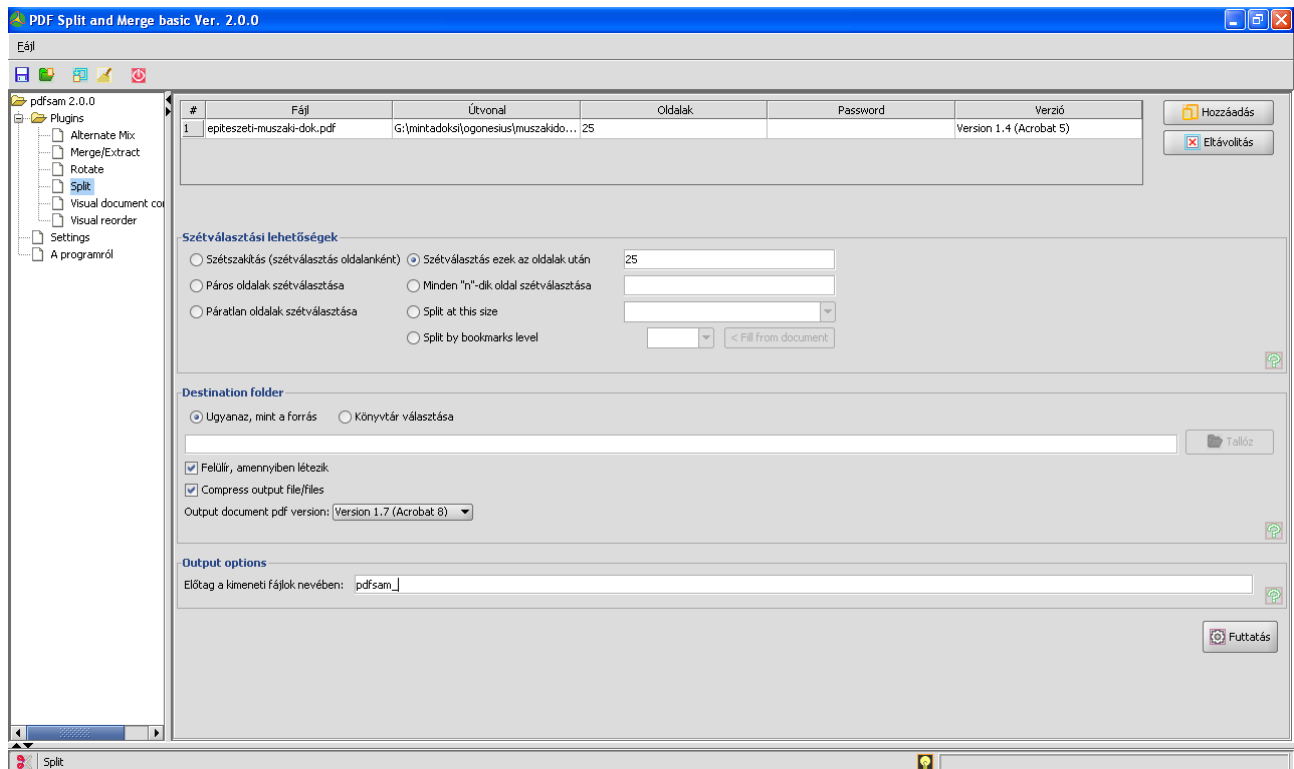 PDF Split and Merge basic Ver. 2.0.0
Fájl
pdfsam 2.0.0
Plugins
Alternate Mix
Merge/Extract
Rotate
Split
Visual document co
Visual reorder
Settings
A programról
# Fájl Útvonal Oldalak Password Verzió
1 epiteszeti-muszaki-dok.pdf G:\mintadoksi\ogonesius\muszakido... 25 Version 1.4 (Acrobat 5)
Hozzáadás
Eltávolitás
Szétválasztási lehetőségek
Szétszakítás (szétválasztás oldalanként) Szétválasztás ezek az oldalak után 25
Páros oldalak szétválasztása Minden "n"-dik oldal szétválasztása
Páratlan oldalak szétválasztása Split at this size
Split by bookmarks level < Fill from document
Destination folder
Ugyanaz, mint a forrás Könyvtár választása
Tallóz
Felülír, amennyiben létezik
Compress output file/files
Output document pdf version: Version 1.7 (Acrobat 8)
Output options
Előtag a kimeneti fájlok nevében: pdfsam_
Futtatás
Split